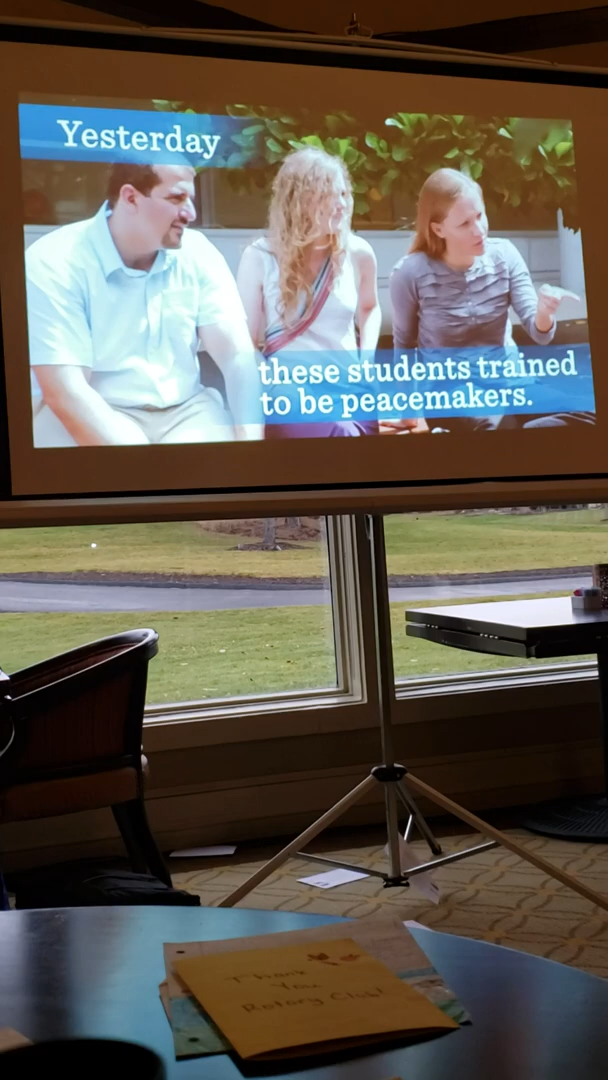 Yesterday
these students trained
to be peacemakers.
Thank
You
Rotary Club!